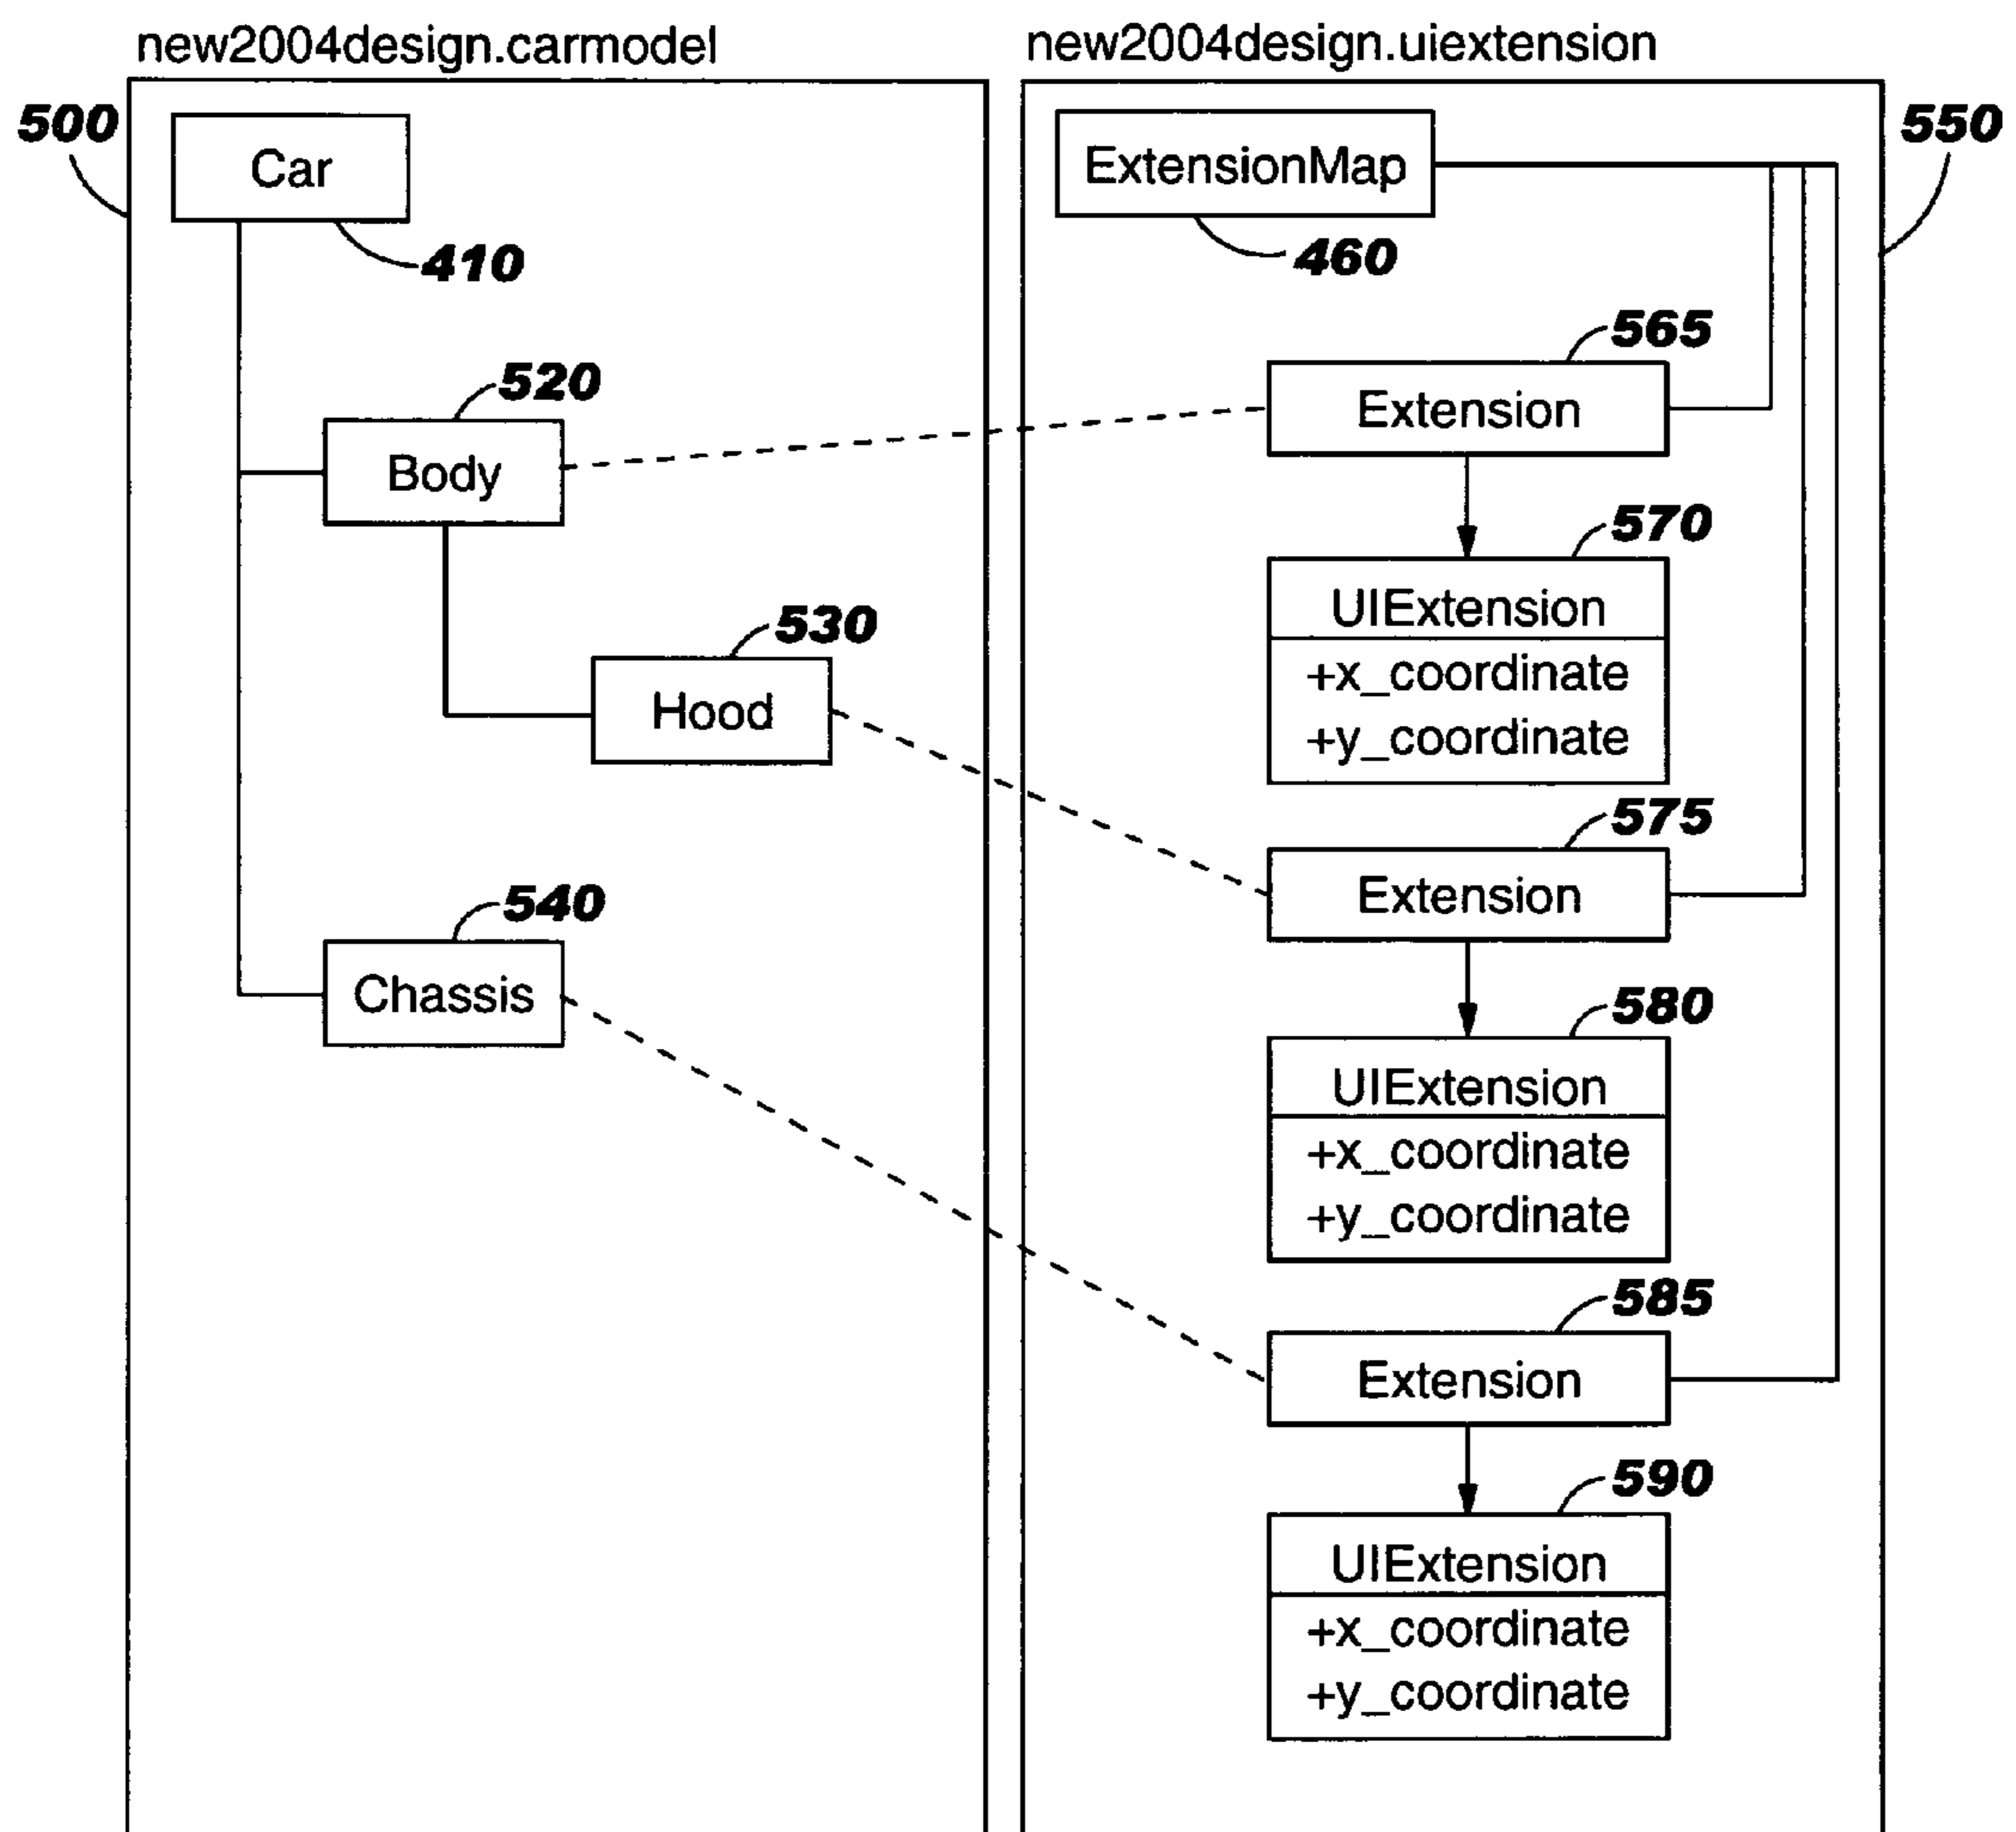 new2004design.carmodel
500
Car
410
520
Body
530
Hood
540
Chassis
new2004design.uiextension
550
ExtensionMap
460
565
Extension
570
UIExtension
+x_coordinate
+y_coordinate
575
Extension
580
UIExtension
+x_coordinate
+y_coordinate
585
Extension
590
UIExtension
+x_coordinate
+y_coordinate